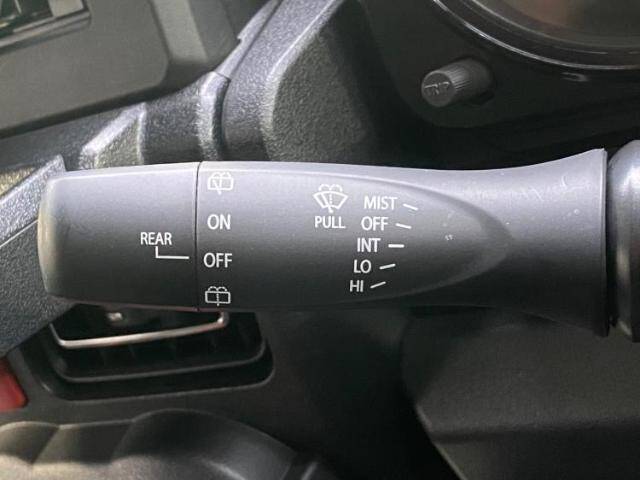 TRIP
MIST
PULL OFF
ON
INT
REAR
OFF LO
HI